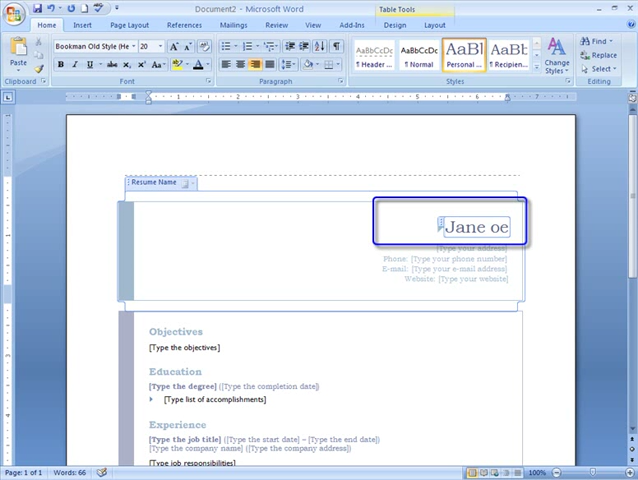 Document2 - Microsoft Word
Table Tools
Home Insert Page Layout References Mailings Review View Add-Ins Design Layout
Paste
Bookman Old Style (He 20
AaBbCcDc AaBbCcDc AaBl AaBb
¶ Header ... ¶ Normal Personal ... ¶ Recipien...
Change Styles
Find
Replace
Select
Clipboard Font Paragraph Styles Editing
Resume Name
Jane oe
[Type your address]
Phone: [Type your phone number]
E-mail: [Type your e-mail address]
Website: [Type your website]
Objectives
[Type the objectives]
Education
[Type the degree] ([Type the completion date])
[Type list of accomplishments]
Experience
[Type the job title] ([Type the start date] – [Type the end date])
[Type the company name] ([Type the company address])
[Type job responsibilities]
Page: 1 of 1 Words: 66 100%